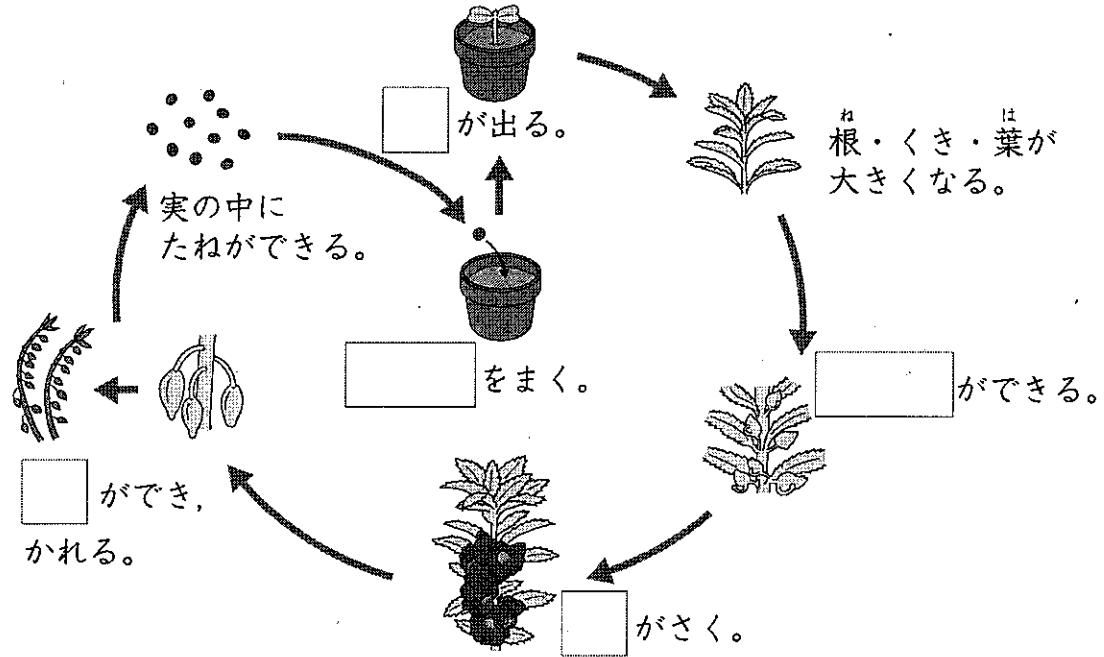 が出る。
根・くき・葉が
ね は
大きくなる。
実の中に
たねができる。
をまく。
ができる。
ができ，
かれる。
がさく。